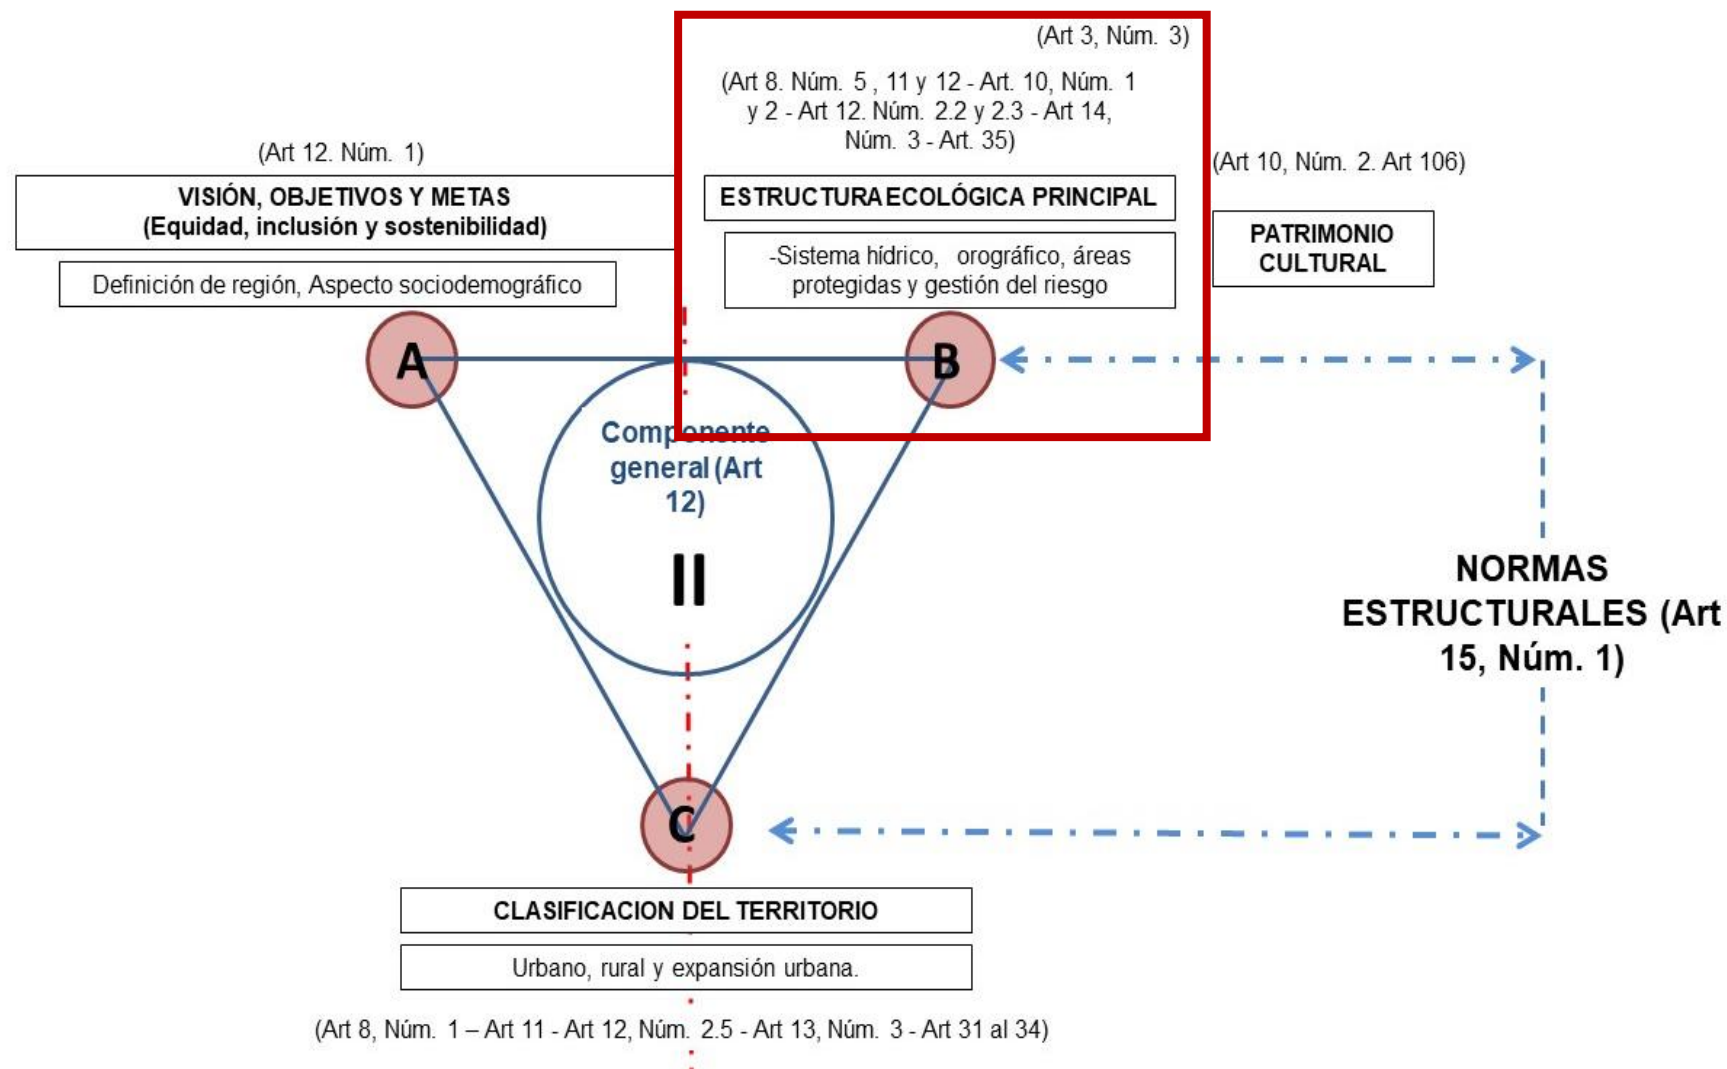 (Art 3, Núm. 3)
(Art 8. Núm. 5 , 11 y 12 - Art. 10, Núm. 1
y 2 - Art 12. Núm. 2.2 y 2.3 - Art 14,
Núm. 3 - Art. 35)
(Art 12. Núm. 1)
(Art 10, Núm. 2. Art 106)
VISIÓN, OBJETIVOS Y METAS
(Equidad, inclusión y sostenibilidad)
Definición de región, Aspecto sociodemográfico
ESTRUCTURA ECOLÓGICA PRINCIPAL
-Sistema hídrico, orográfico, áreas
protegidas y gestión del riesgo
PATRIMONIO
CULTURAL
A
B
Componente
general (Art
12)
II
NORMAS
ESTRUCTURALES (Art
15, Núm. 1)
C
CLASIFICACION DEL TERRITORIO
Urbano, rural y expansión urbana.
(Art 8, Núm. 1 – Art 11 - Art 12, Núm. 2.5 - Art 13, Núm. 3 - Art 31 al 34)